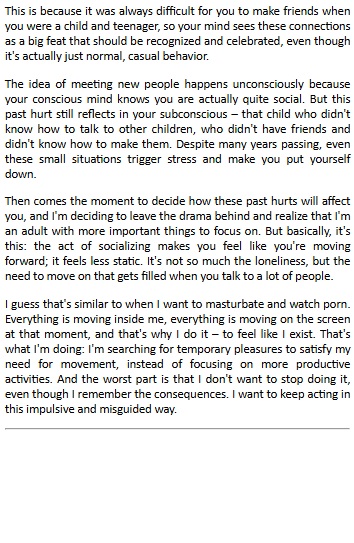 This is because it was always difficult for you to make friends when
you were a child and teenager, so your mind sees these connections
as a big feat that should be recognized and celebrated, even though
it's actually just normal, casual behavior.
The idea of meeting new people happens unconsciously because
your conscious mind knows you are actually quite social. But this
past hurt still reflects in your subconscious – that child who didn't
know how to talk to other children, who didn't have friends and
didn't know how to make them. Despite many years passing, even
these small situations trigger stress and make you put yourself
down.
Then comes the moment to decide how these past hurts will affect
you, and I'm deciding to leave the drama behind and realize that I'm
an adult with more important things to focus on. But basically, it's
this: the act of socializing makes you feel like you're moving
forward; it feels less static. It's not so much the loneliness, but the
need to move on that gets filled when you talk to a lot of people.
I guess that's similar to when I want to masturbate and watch porn.
Everything is moving inside me, everything is moving on the screen
at that moment, and that's why I do it – to feel like I exist. That's
what I'm doing: I'm searching for temporary pleasures to satisfy my
need for movement, instead of focusing on more productive
activities. And the worst part is that I don't want to stop doing it,
even though I remember the consequences. I want to keep acting in
this impulsive and misguided way.